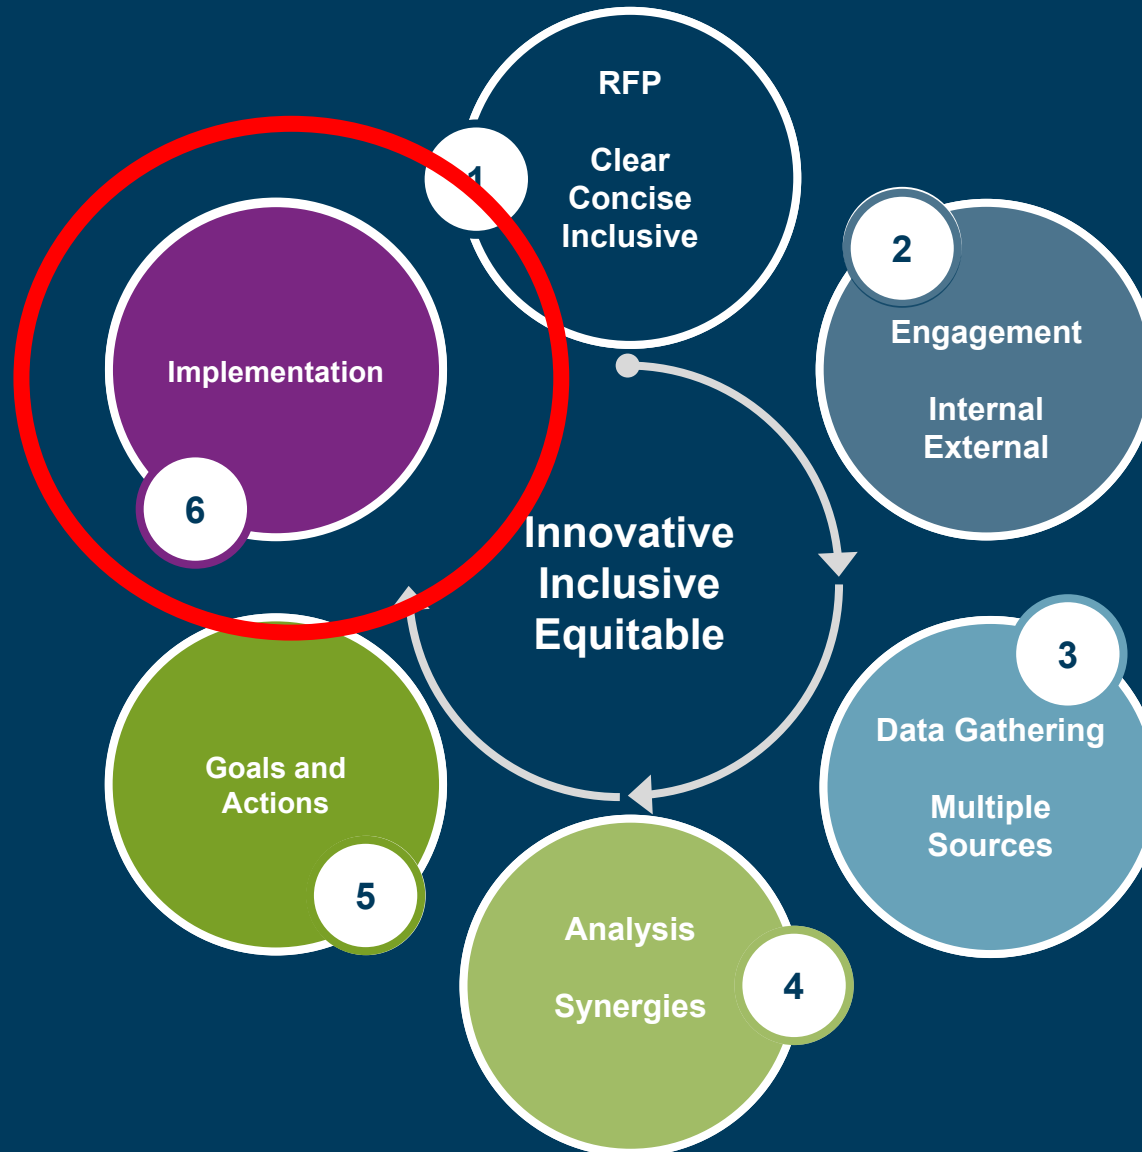 1
RFP
Clear
Concise
Inclusive
2
Engagement
Internal
External
3
Data Gathering
Multiple
Sources
4
Analysis
Synergies
5
Goals and
Actions
6
Implementation
Innovative
Inclusive
Equitable